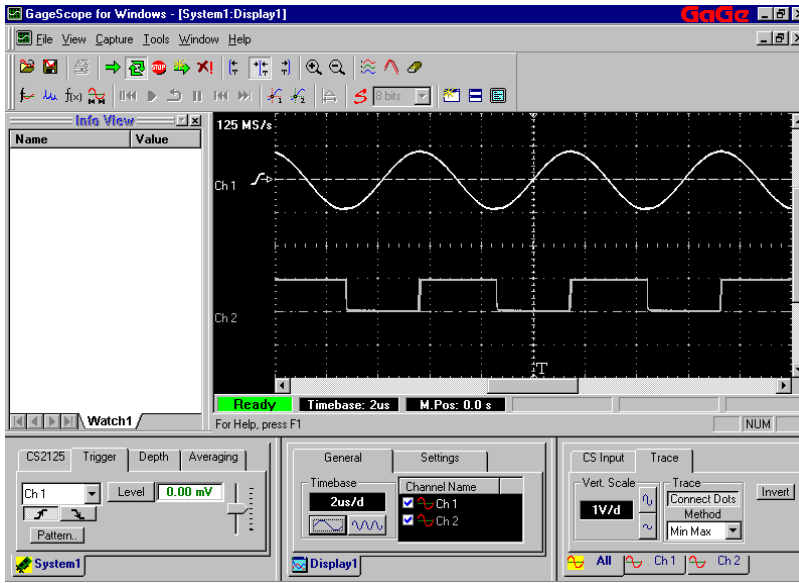 GageScope for Windows - [System1:Display1]
GaGe
File View Capture Tools Window Help
STOP
f(x)
8 bits
Info View
Name Value
125 MS/s
Ch 1
Ch 2
T
Ready Timebase: 2us M.Pos: 0.0 s
Watch1
For Help, press F1
NUM
CS2125 Trigger Depth Averaging
Ch 1 Level 0.00 mV
Pattern..
System1
General Settings
Timebase
2us/d
Channel Name
Ch 1
Ch 2
Display1
CS Input Trace
Vert. Scale
1V/d
Trace
Connect Dots
Method
Min Max
Invert
All Ch 1 Ch 2